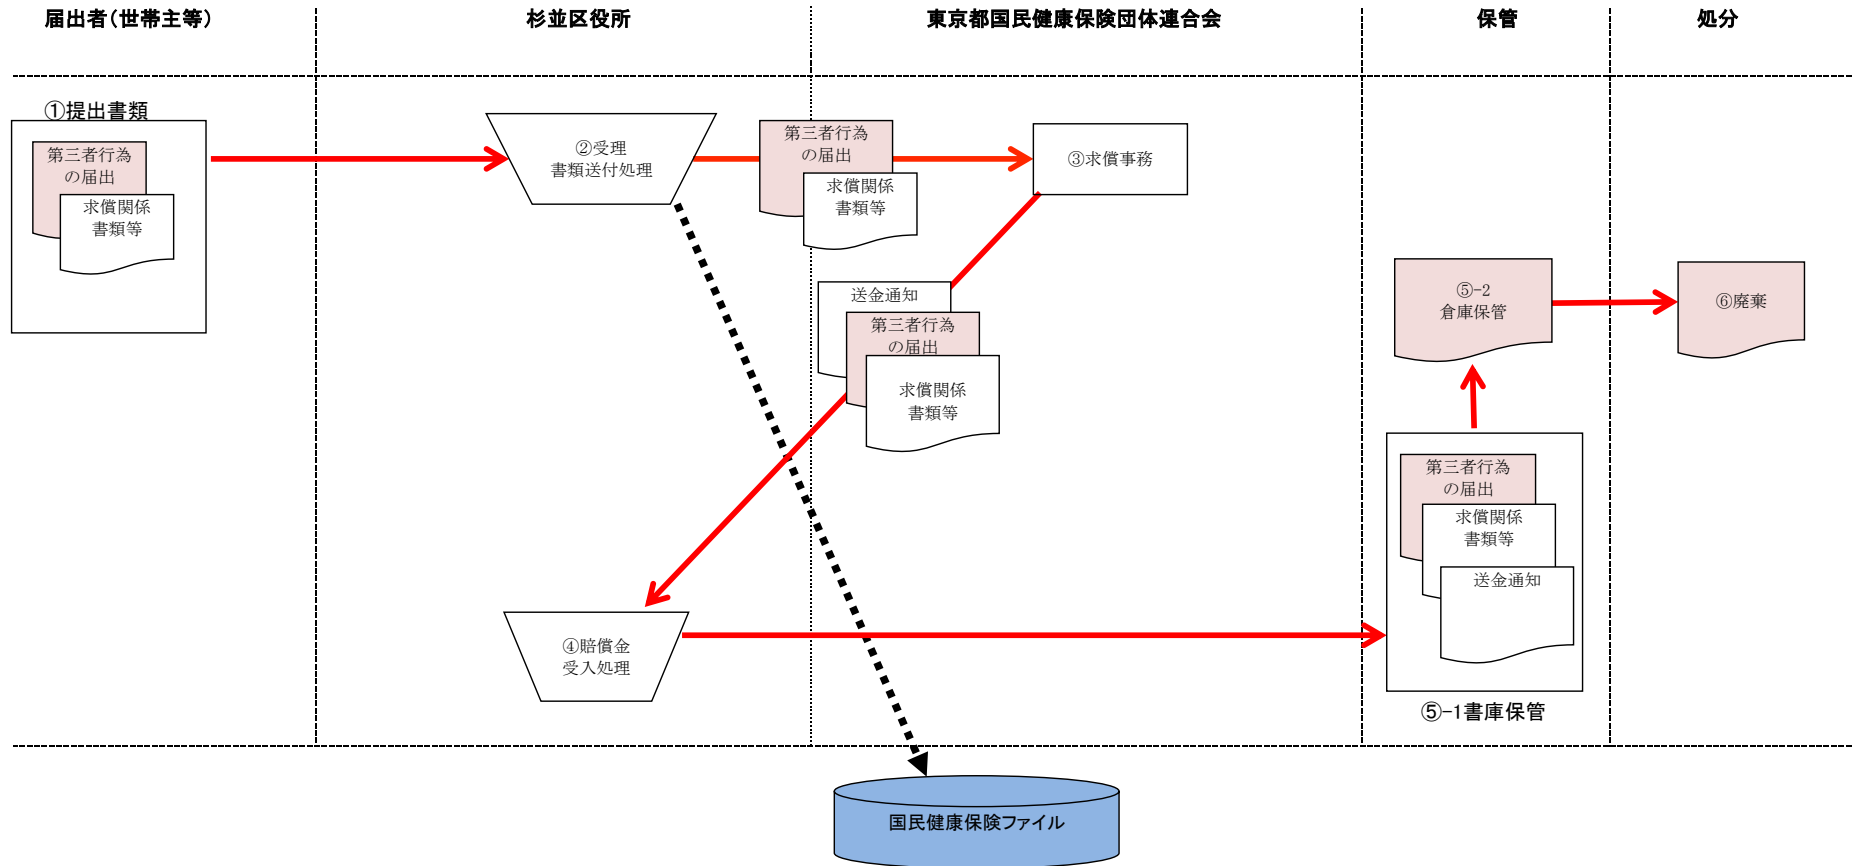 届出者（世帯主等）
杉並区役所
東京都国民健康保険団体連合会
保管
処分
①提出書類
第三者行為
の届出
求償関係
書類等
②受理
書類送付処理
第三者行為
の届出
求償関係
書類等
③求償事務
送金通知
第三者行為
の届出
求償関係
書類等
④賠償金
受入処理
⑤-2
倉庫保管
⑥廃棄
第三者行為
の届出
求償関係
書類等
送金通知
⑤-1書庫保管
国民健康保険ファイル